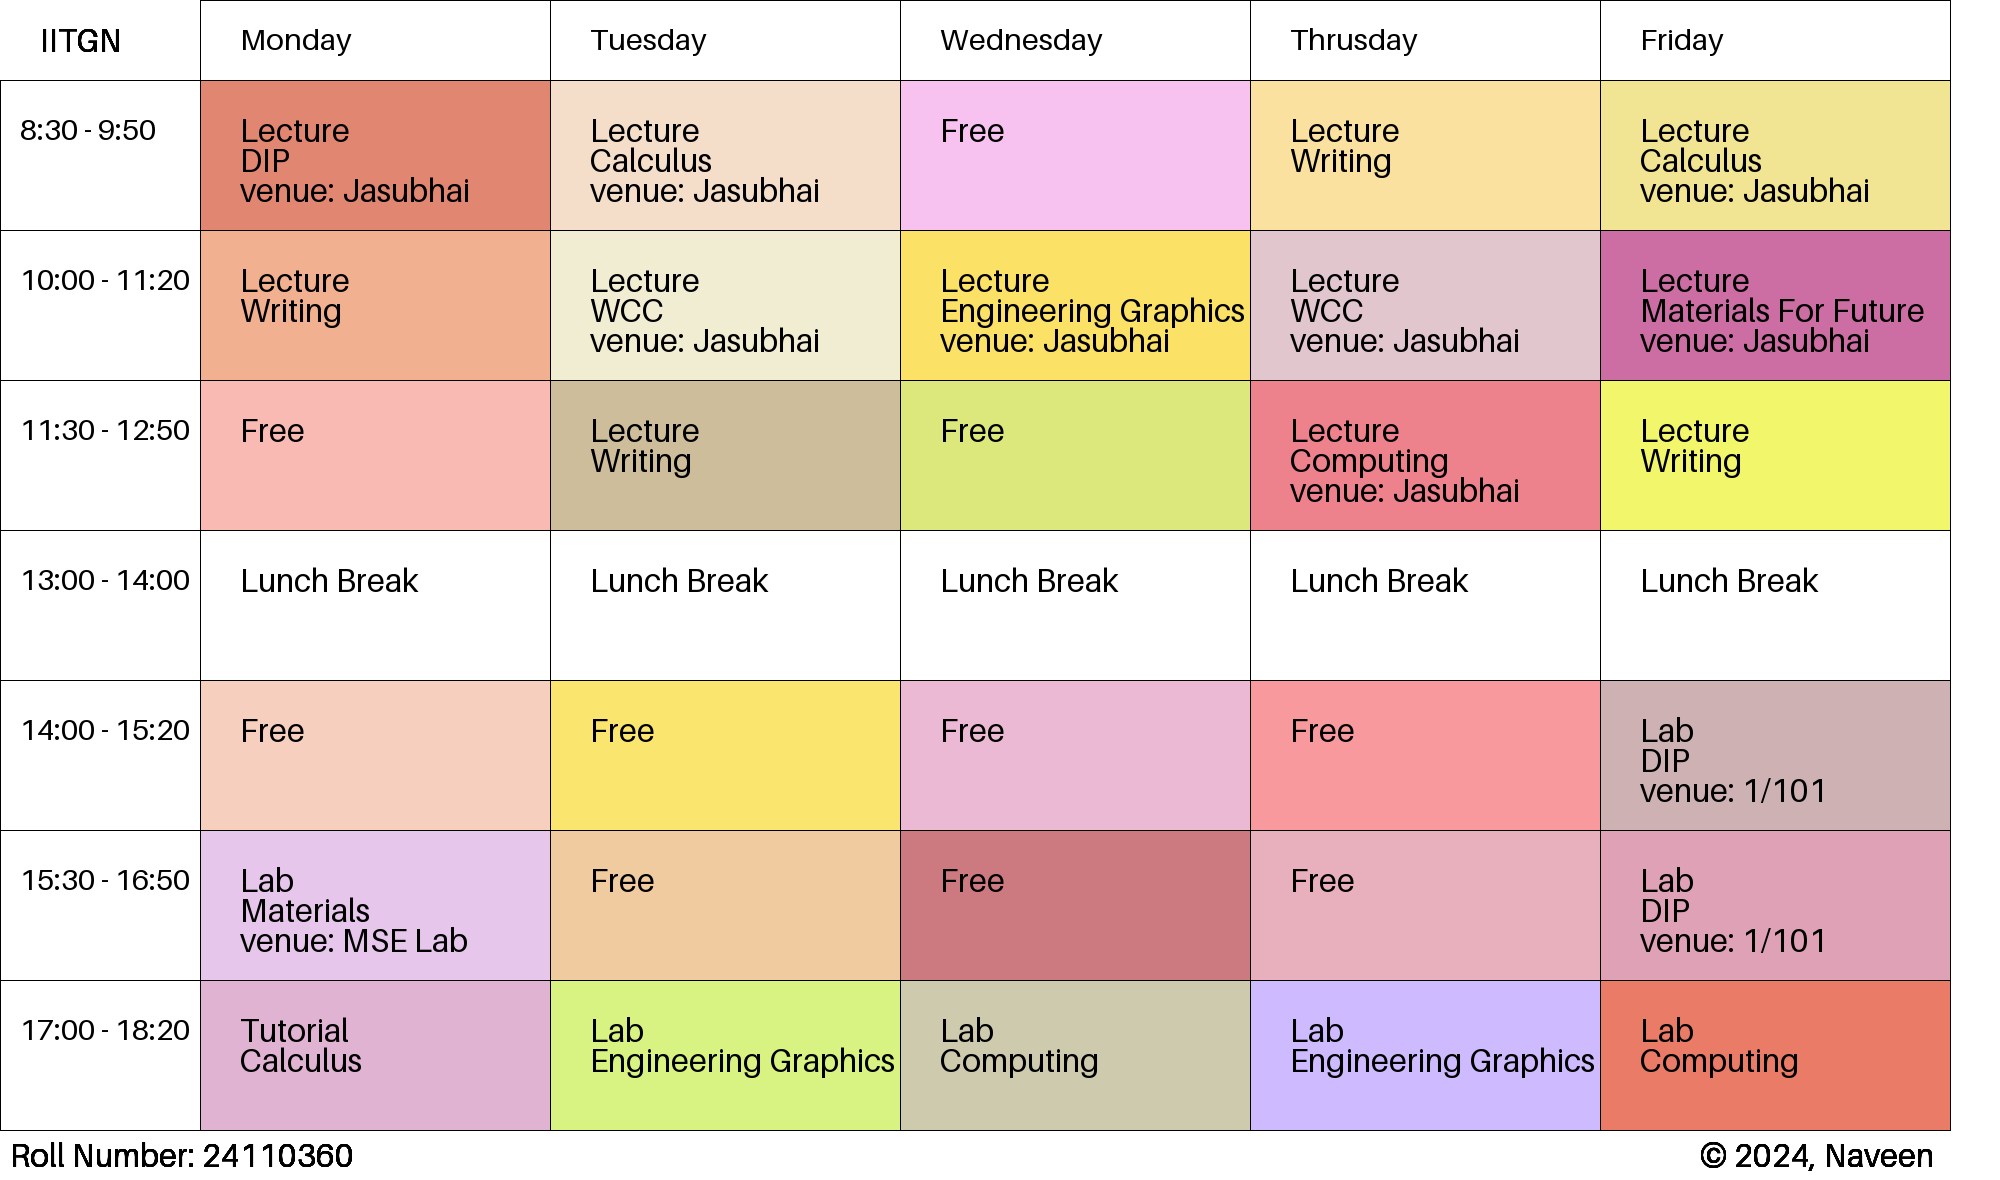 IITGN
Monday
Tuesday
Wednesday
Thrusday
Friday
8:30 - 9:50
Lecture
DIP
venue: Jasubhai
Lecture
Calculus
venue: Jasubhai
Free
Lecture
Writing
Lecture
Calculus
venue: Jasubhai
10:00 - 11:20
Lecture
Writing
Lecture
WCC
venue: Jasubhai
Lecture
Engineering Graphics
venue: Jasubhai
Lecture
WCC
venue: Jasubhai
Lecture
Materials For Future
venue: Jasubhai
11:30 - 12:50
Free
Lecture
Writing
Free
Lecture
Computing
venue: Jasubhai
Lecture
Writing
13:00 - 14:00
Lunch Break
Lunch Break
Lunch Break
Lunch Break
Lunch Break
14:00 - 15:20
Free
Free
Free
Free
Lab
DIP
venue: 1/101
15:30 - 16:50
Lab
Materials
venue: MSE Lab
Free
Free
Free
Lab
DIP
venue: 1/101
17:00 - 18:20
Tutorial
Calculus
Lab
Engineering Graphics
Lab
Computing
Lab
Engineering Graphics
Lab
Computing
Roll Number: 24110360
© 2024, Naveen